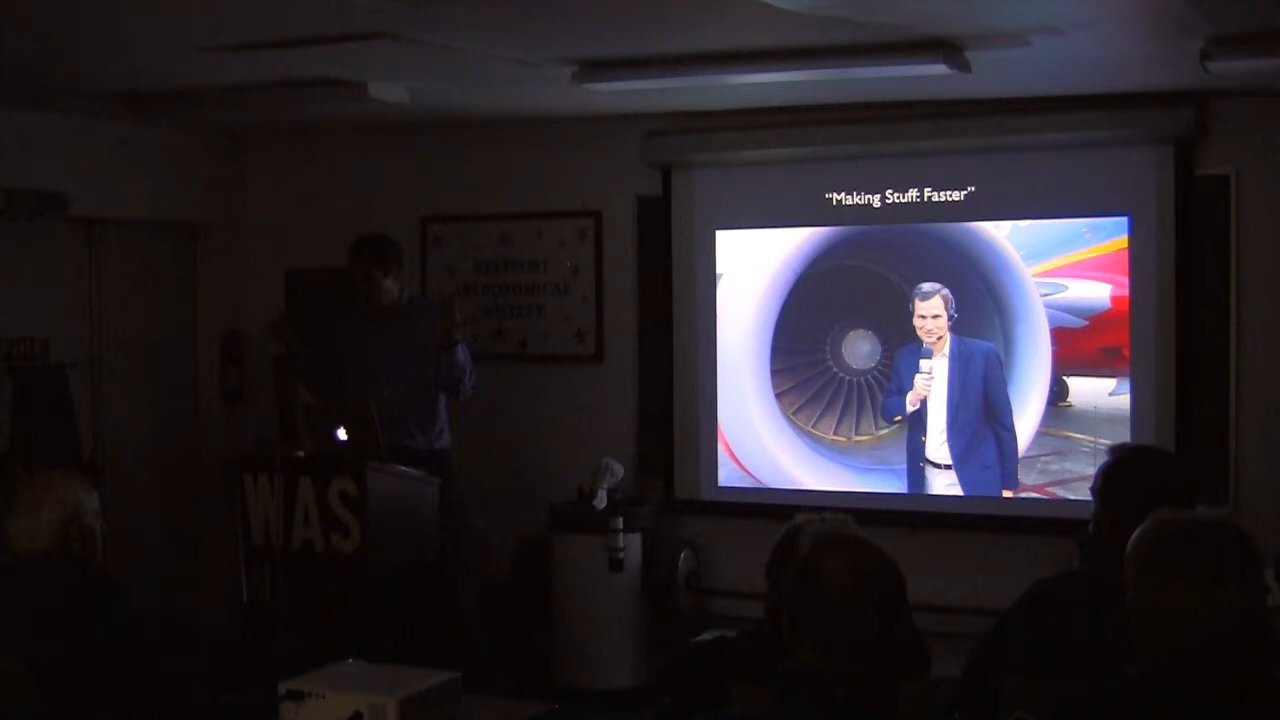 “Making Stuff: Faster”
WESTPORT
ASTRONOMICAL
SOCIETY
WAS